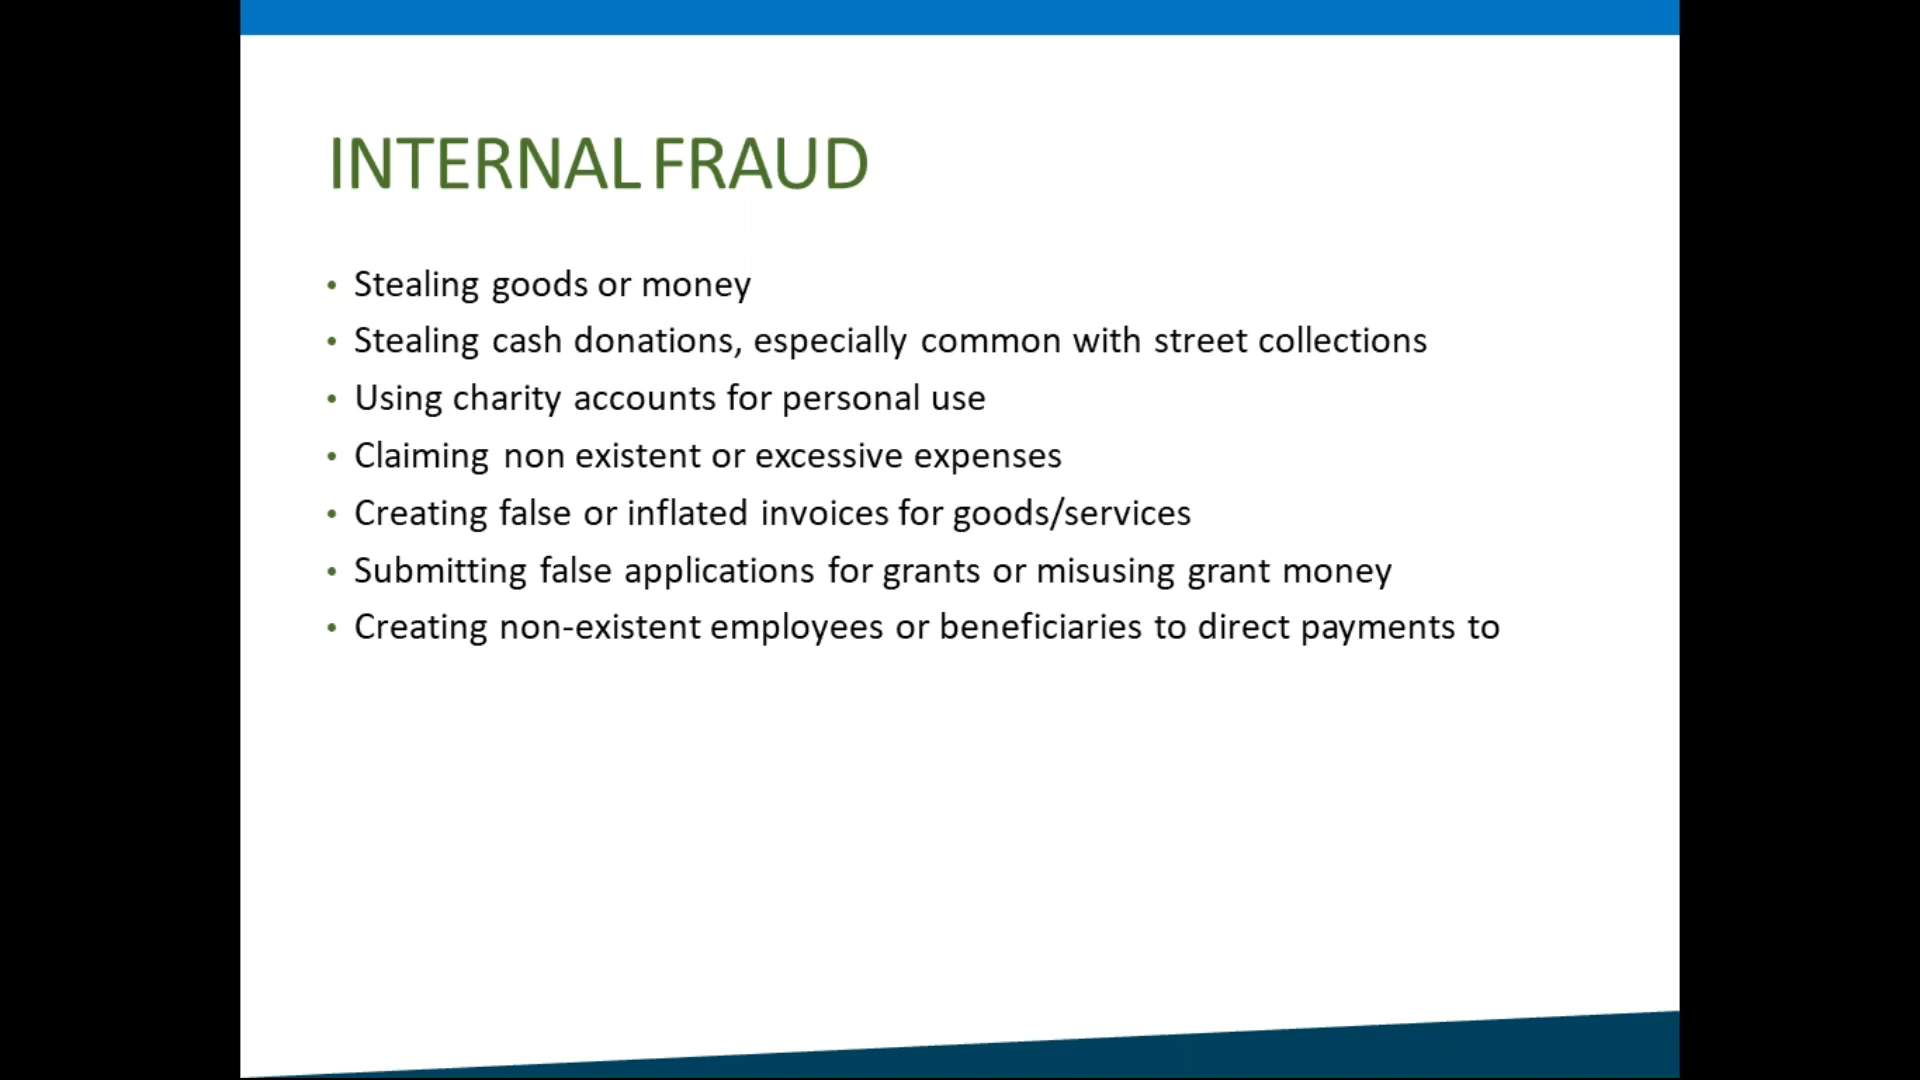 INTERNAL FRAUD
• Stealing goods or money
• Stealing cash donations, especially common with street collections
• Using charity accounts for personal use
• Claiming non existent or excessive expenses
• Creating false or inflated invoices for goods/services
• Submitting false applications for grants or misusing grant money
• Creating non-existent employees or beneficiaries to direct payments to